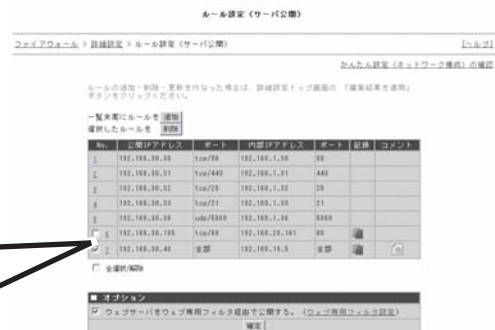 ルール設定（サーバ公開）
ファイアウォール > 詳細設定 > ルール設定（サーバ公開）
[ヘルプ]
かんたん設定（ネットワーク構成）の確認
ルールの追加・削除・更新を行なった場合は、詳細設定トップ画面の 「編集結果を適用」
ボタンをクリックください。
一覧末尾にルールを 追加
選択したルールを 削除
No. 公開IPアドレス ポート 内部IPアドレス ポート 記録 コメント
1 192.168.30.30 tcp/80 192.168.1.30 80
2 192.168.30.31 tcp/443 192.168.1.31 443
3 192.168.30.32 tcp/25 192.168.1.32 25
4 192.168.30.33 tcp/21 192.168.1.33 21
5 192.168.30.36 udp/5060 192.168.1.36 5060
6 192.168.30.105 tcp/80 192.168.20.101 80
7 192.168.30.40 全部 192.168.10.5 全部
全選択/解除
■ オプション
ウェブサーバをウェブ専用フィルタ経由で公開する。（ウェブ専用フィルタ設定）
確定